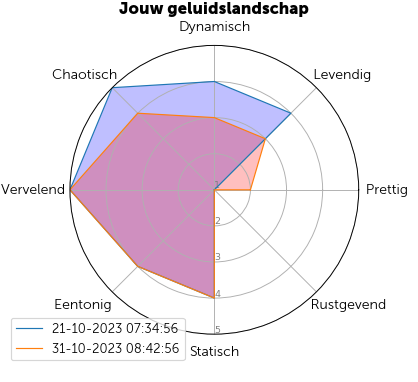 Jouw geluidslandschap
Dynamisch
Chaotisch
Levendig
Vervelend
1
Prettig
2
3
4
Eentonig
Rustgevend
5
21-10-2023 07:34:56
31-10-2023 08:42:56
Statisch